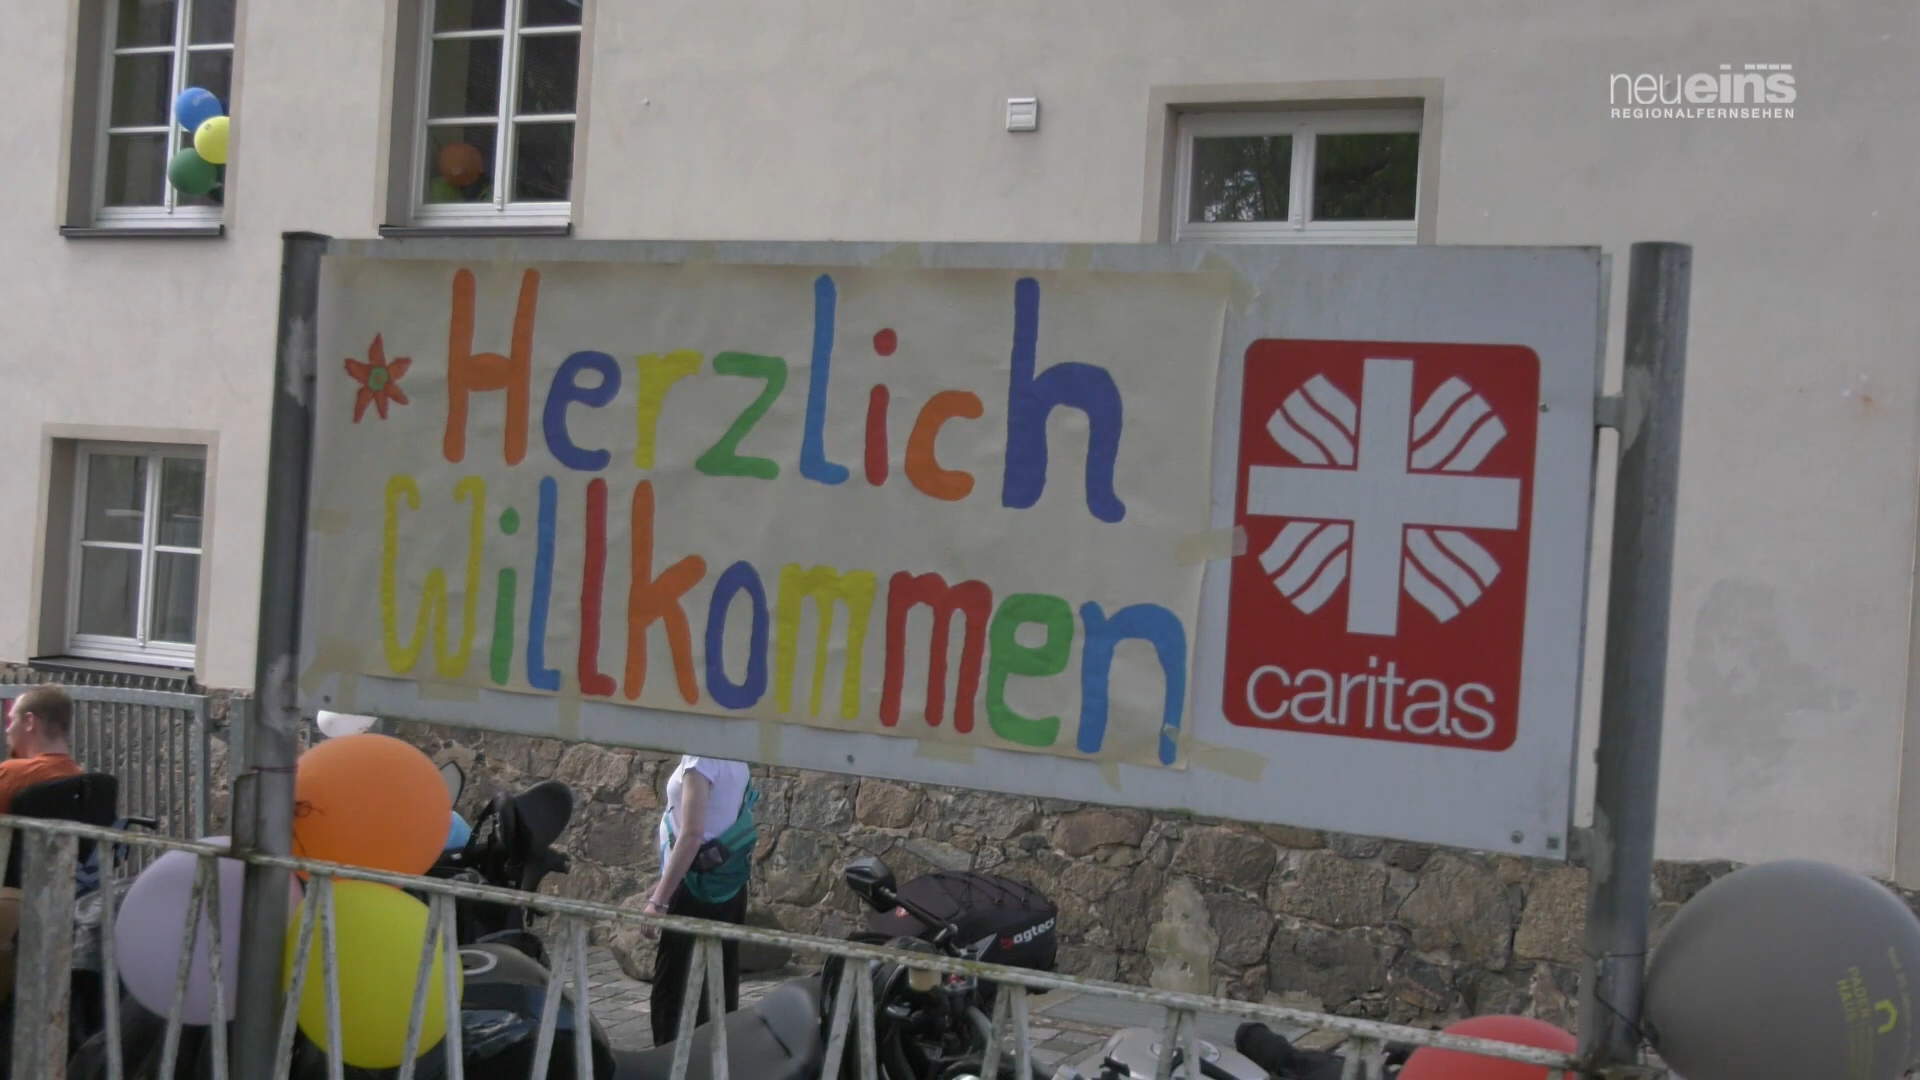 neueins
REGIONALFERNSEHEN
Herzlich
Willkommen
caritas
bagtecs